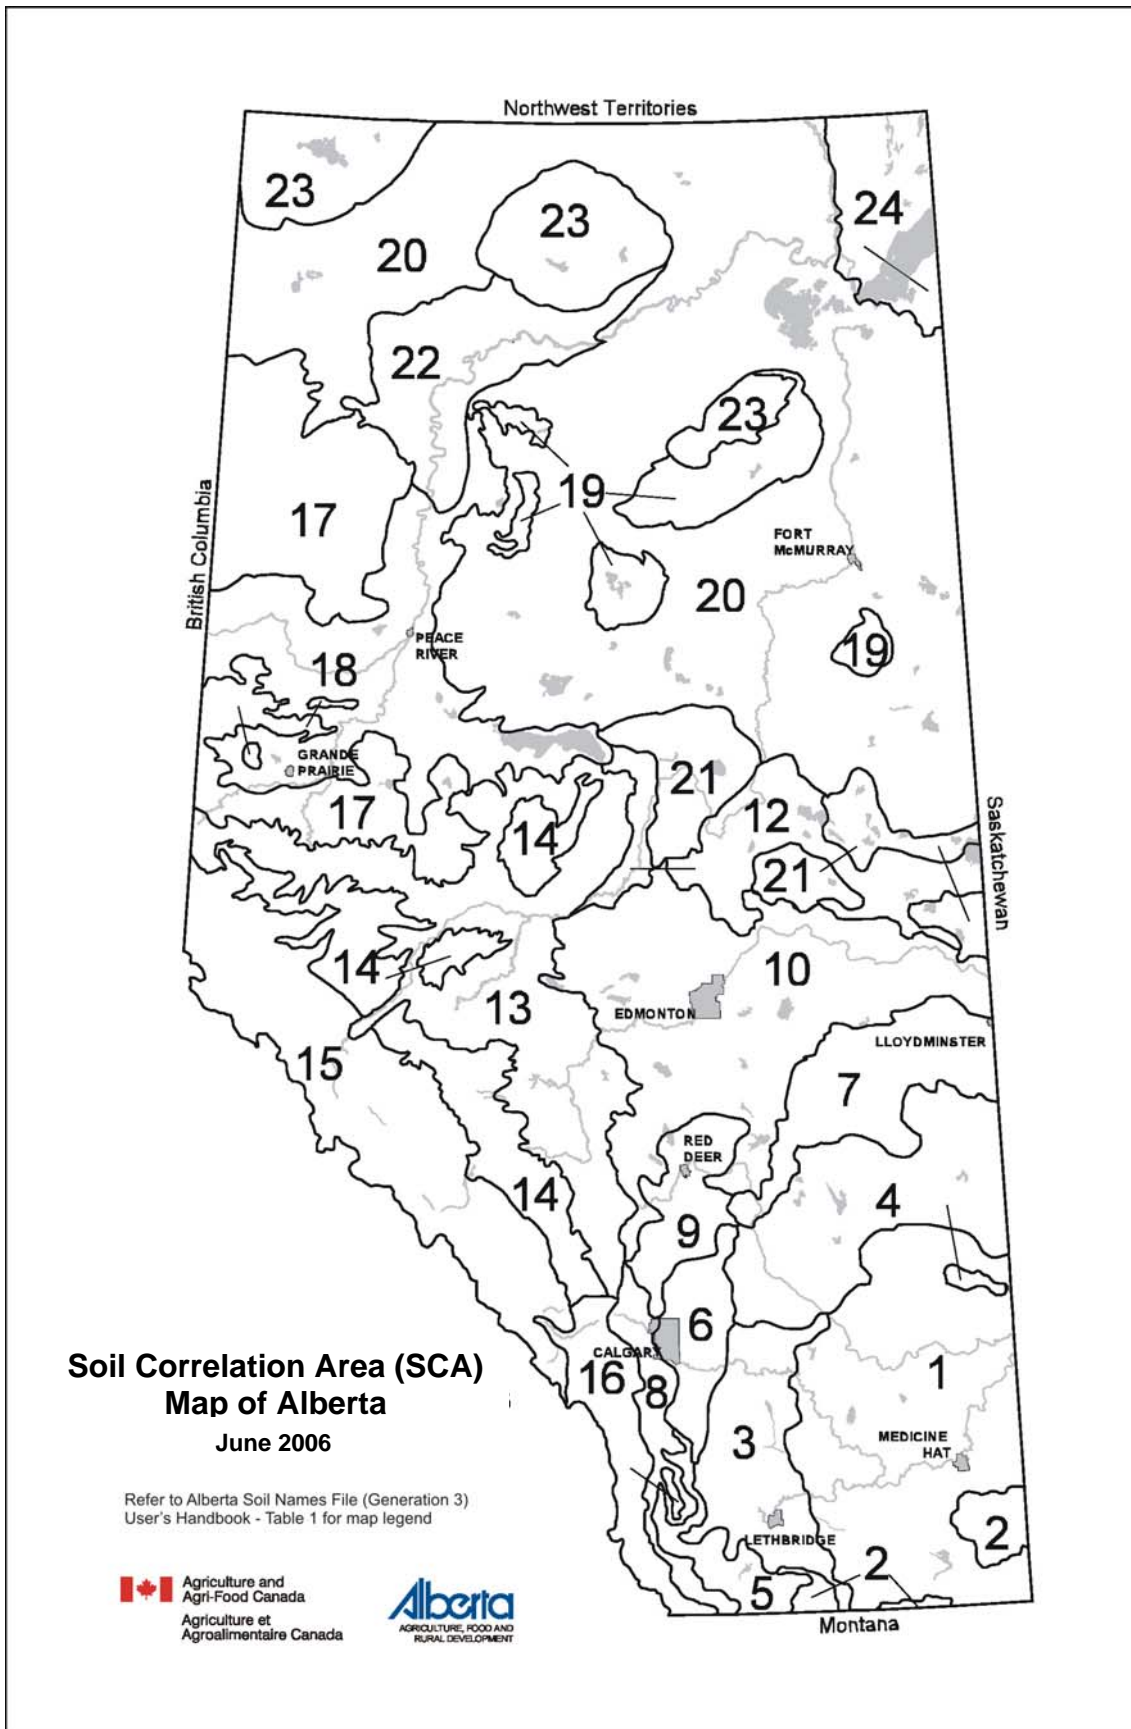 Northwest Territories
23
23
24
20
22
23
19
17
British Columbia
FORT
McMURRAY
20
PEACE
RIVER
19
18
GRANDE
PRAIRIE
21
17
14
12
Saskatchewan
21
14
10
13
EDMONTON
LLOYDMINSTER
15
7
RED
DEER
14
4
9
6
CALGARY
16
8
1
3
MEDICINE
HAT
LETHBRIDGE
2
2
5
Montana
Soil Correlation Area (SCA)
Map of Alberta
June 2006
Refer to Alberta Soil Names File (Generation 3)
User's Handbook - Table 1 for map legend
Agriculture and
Agri-Food Canada
Agriculture et
Agroalimentaire Canada
Alberta
AGRICULTURE, FOOD AND
RURAL DEVELOPMENT